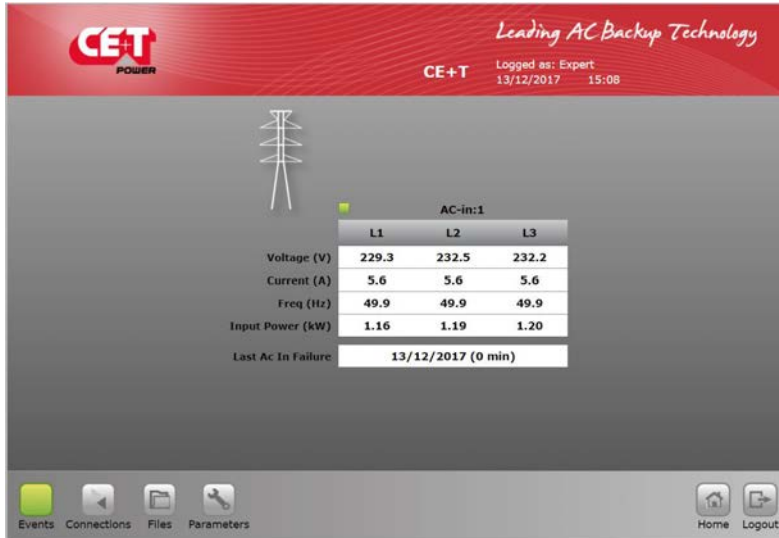 Leading AC Backup Technology
CE+T
POWER
CE+T
Logged as: Expert
13/12/2017 15:08
AC-in:1
L1 L2 L3
Voltage (V) 229.3 232.5 232.2
Current (A) 5.6 5.6 5.6
Freq (Hz) 49.9 49.9 49.9
Input Power (kW) 1.16 1.19 1.20
Last Ac In Failure 13/12/2017 (0 min)
Events Connections Files Parameters Home Logout